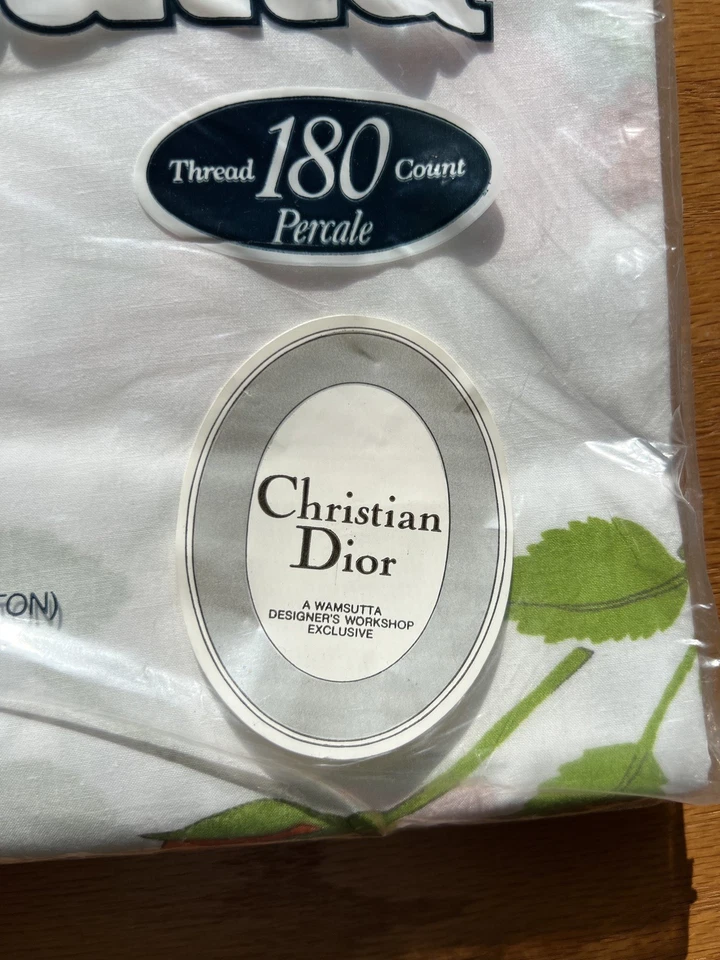 Thread 180 Count
Percale
Christian
Dior
A WAMSUTTA
DESIGNER'S WORKSHOP
EXCLUSIVE
TON)